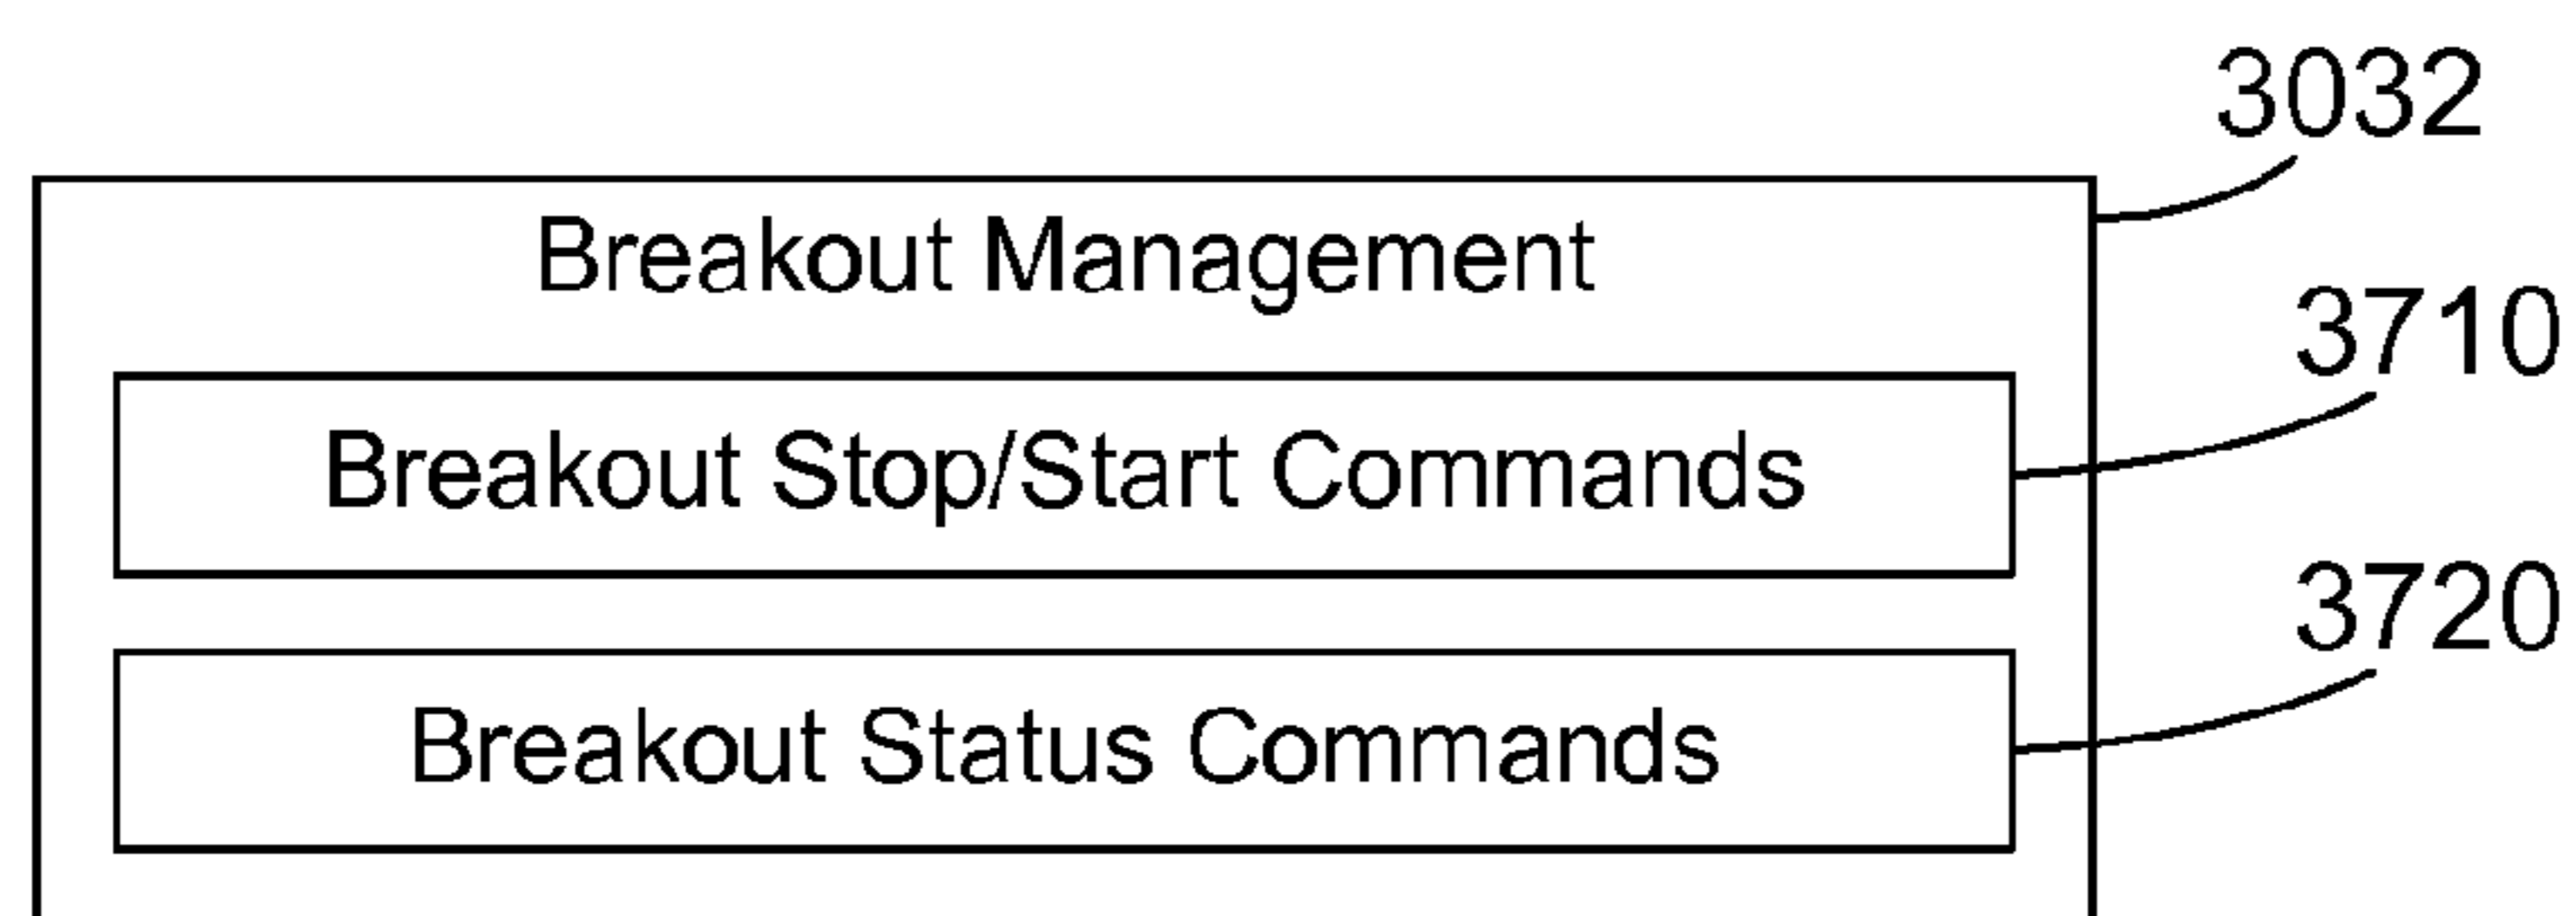 3032
Breakout Management
3710
Breakout Stop/Start Commands
3720
Breakout Status Commands